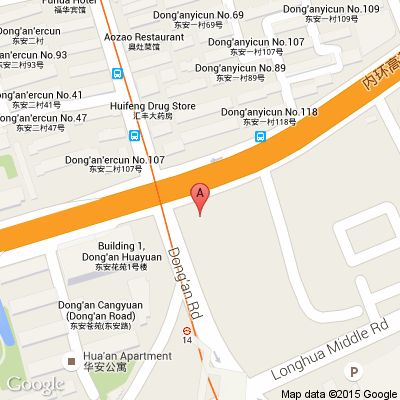 Fuhua Hotel
福华宾馆
Dong'anyicun No.69
东安一村69号
Dong'anyicun No.109
东安一村109号
Dong'an'ercun
东安二村
Aozao Restaurant
奥灶菜馆
Dong'anyicun No.107
东安一村107号
Dong'an'ercun No.93
东安二村93号
Dong'anyicun No.89
东安一村89号
内环高
Dong'an'ercun No.41
东安二村41号
Huifeng Drug Store
汇丰大药房
Dong'an'ercun No.47
东安二村47号
Dong'anyicun No.118
东安一村118号
Dong'an'ercun No.107
东安二村107号
A
Building 1,
Dong'an Huayuan
东安花苑1号楼
Dong'an Rd
Dong'an Cangyuan
(Dong'an Road)
东安苍苑(东安路)
14
Longhua Middle Rd
Hua'an Apartment
华安公寓
P
Google
Map data ©2015 Google